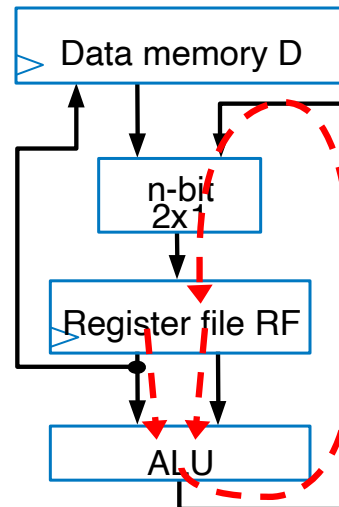 Data memory D
n-bit
2x1
Register file RF
ALU